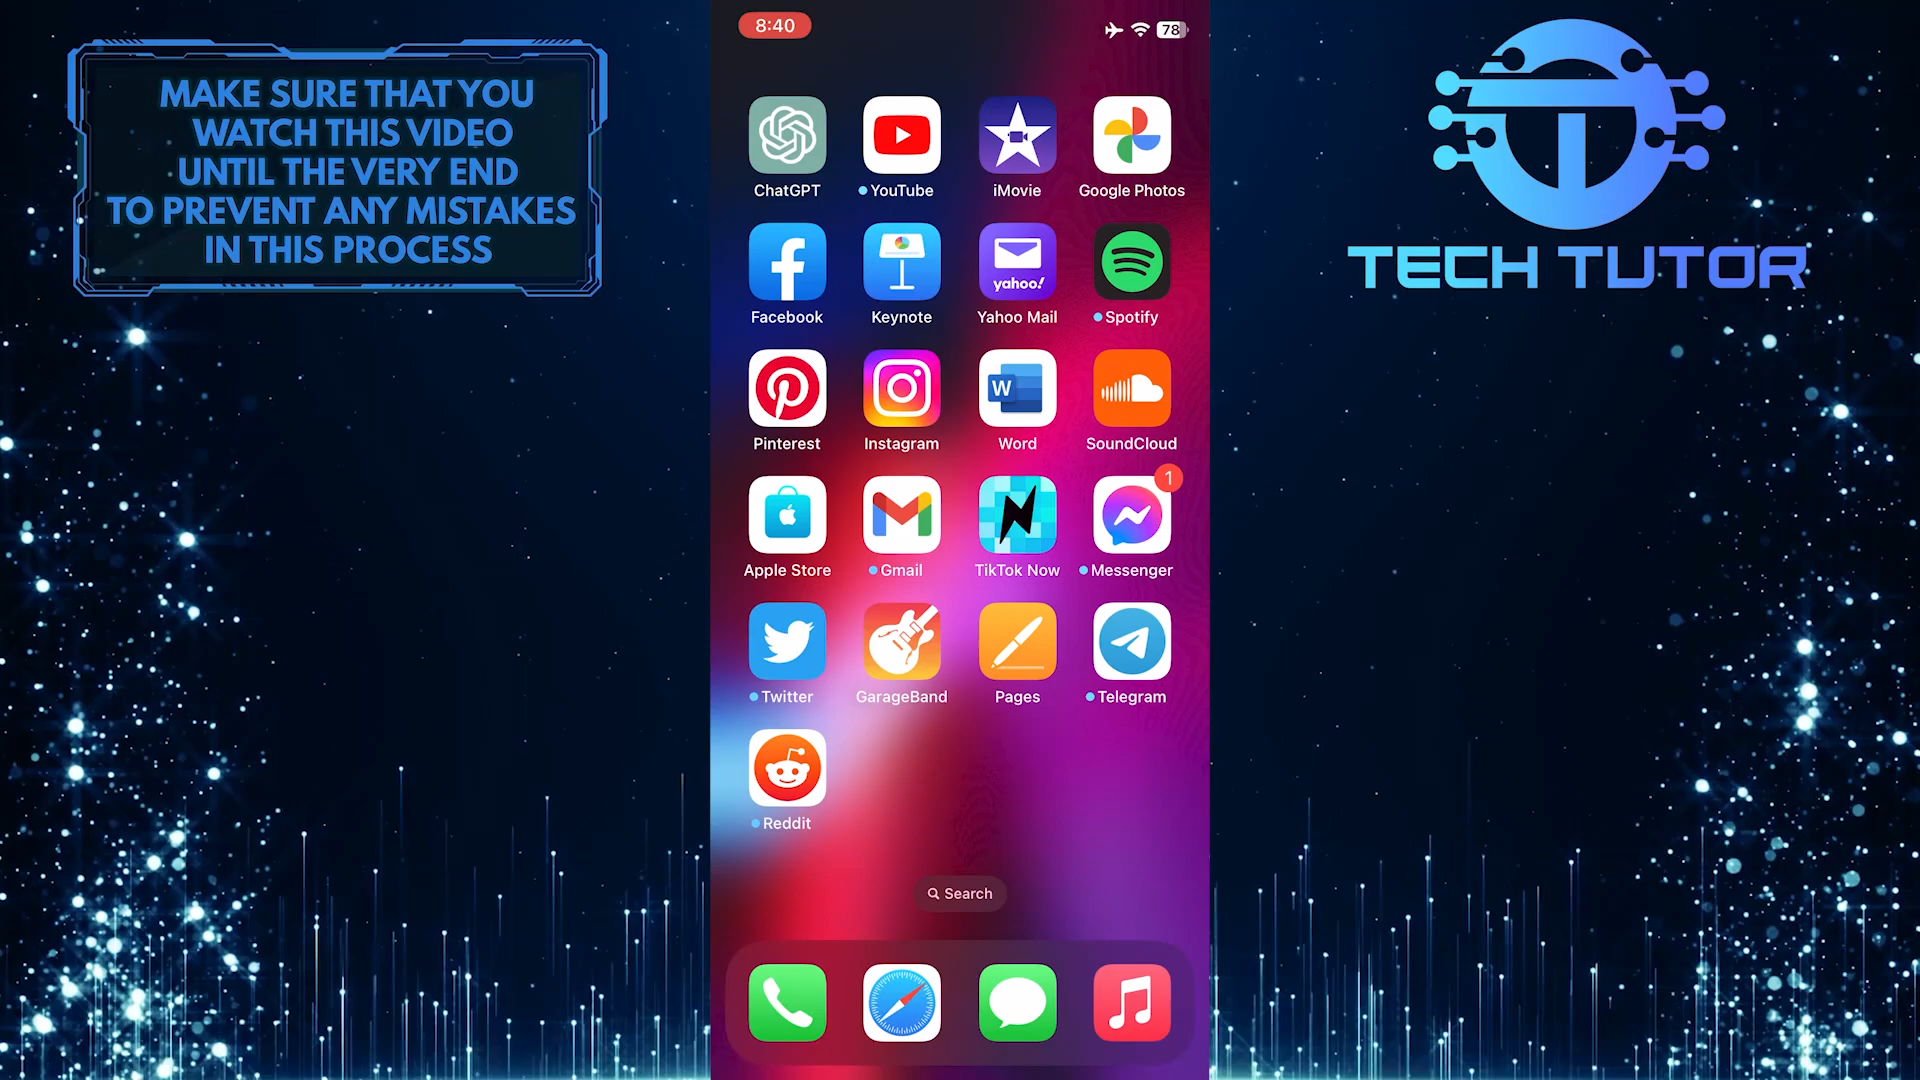 MAKE SURE THAT YOU
WATCH THIS VIDEO
UNTIL THE VERY END
TO PREVENT ANY MISTAKES
IN THIS PROCESS
8:40
78
TECH TUTOR
ChatGPT
YouTube
iMovie
Google Photos
yahoo!
Facebook
Keynote
Yahoo Mail
Spotify
W
Pinterest
Instagram
Word
SoundCloud
1
Apple Store
Gmail
TikTok Now
Messenger
Twitter
GarageBand
Pages
Telegram
Reddit
Search